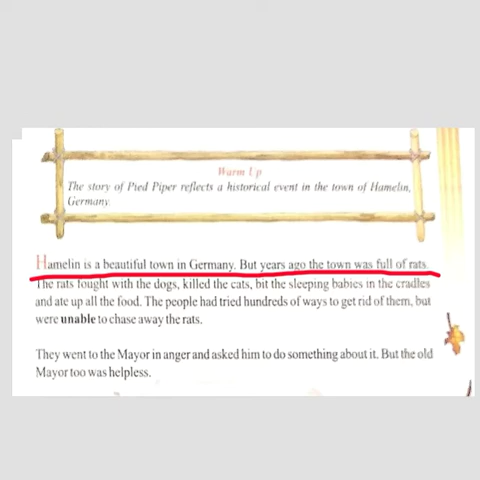 Warm Up
The story of Pied Piper reflects a historical event in the town of Hamelin,
Germany.
Hamelin is a beautiful town in Germany. But years ago the town was full of rats.
The rats fought with the dogs, killed the cats, bit the sleeping babies in the cradles
and ate up all the food. The people had tried hundreds of ways to get rid of them, but
were unable to chase away the rats.
They went to the Mayor in anger and asked him to do something about it. But the old
Mayor too was helpless.